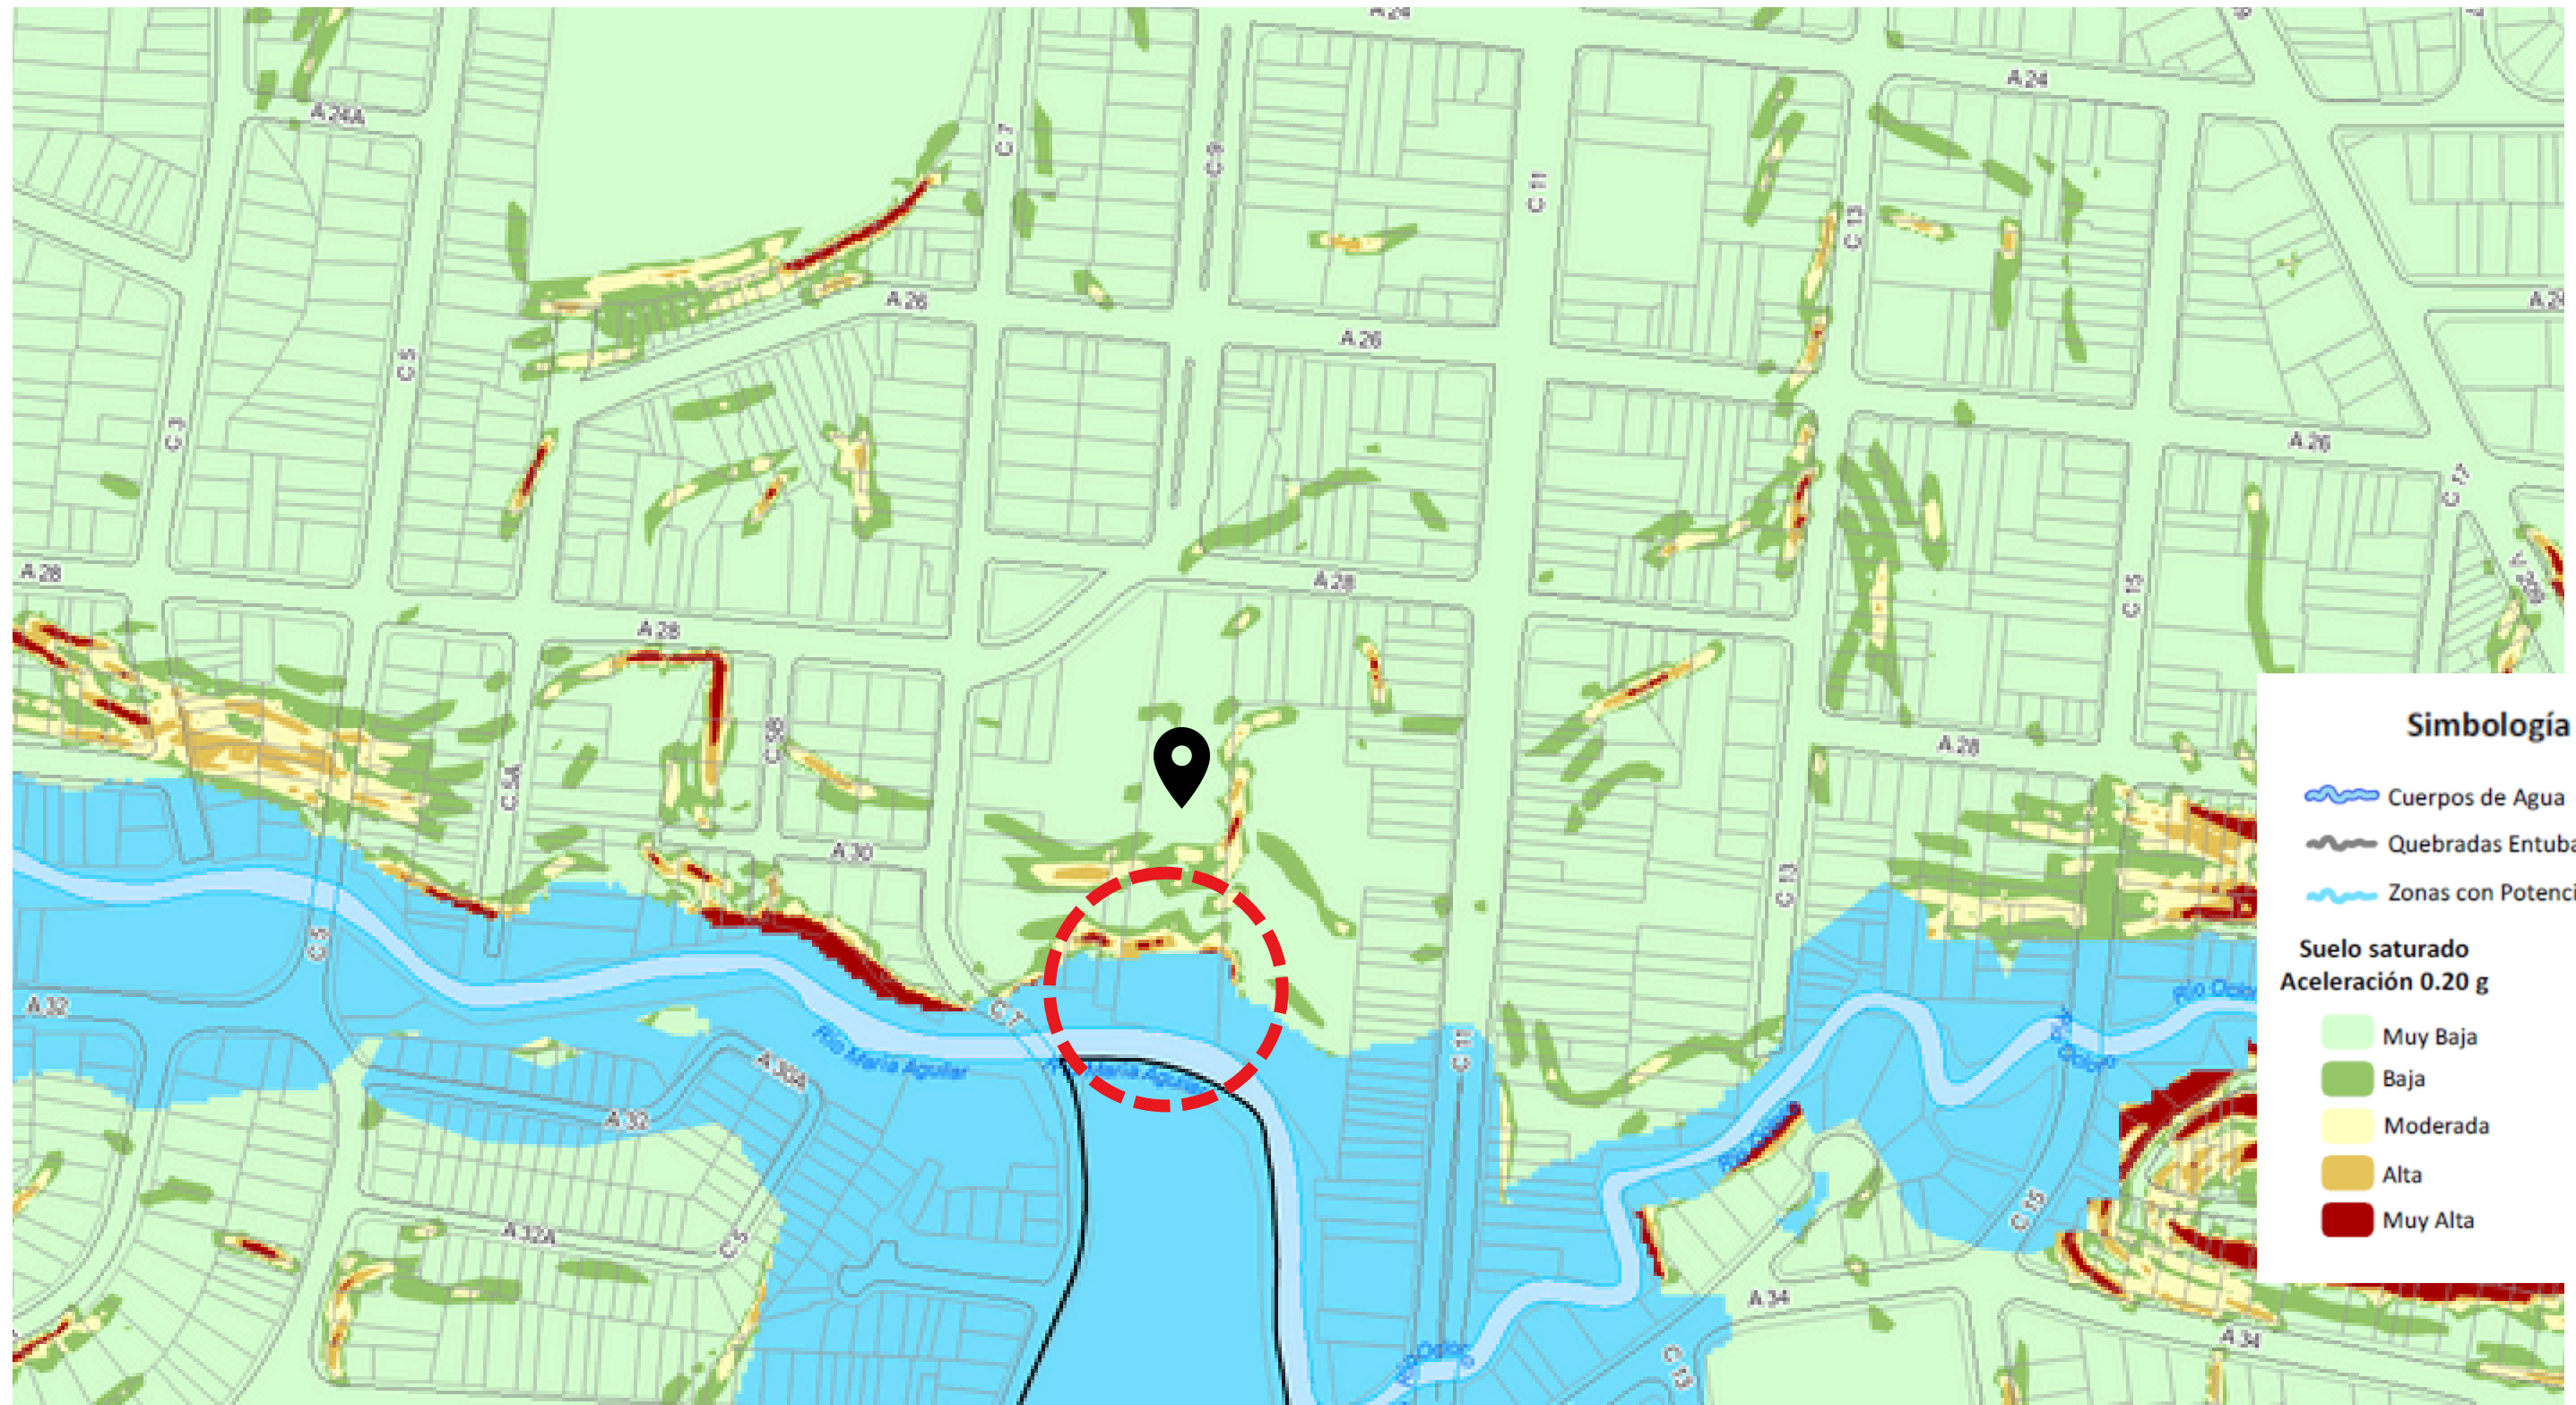 A 24
A 24
A 24A
C 7
C 9
C 11
C 13
A 26
A 26
C 5
C 3
A 26
C 17
A 28
A 28
A 28
C 15
C 5B
C 5A
A 28
A 30
C 13
C 5
A 32
C 7
C 11
Río María Aguilar
María Aguilar
A 30A
A 32
C 15
A 32A
C 5
A 34
A 34
C 13
Simbología
Cuerpos de Agua
Quebradas Entuba
Zonas con Potenci
Suelo saturado
Aceleración 0.20 g
Muy Baja
Baja
Moderada
Alta
Muy Alta